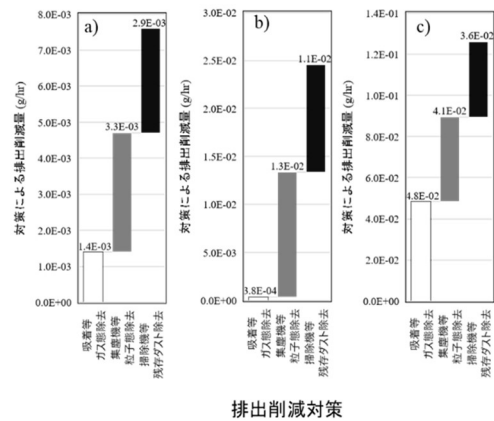 a)
対策による排出削減量 (g/hr)
8.0E-03
7.0E-03
6.0E-03
5.0E-03
4.0E-03
3.0E-03
2.0E-03
1.0E-03
0.0E+00
1.4E-03
3.3E-03
2.9E-03
吸着等
ガス態除去
集塵機等
粒子態除去
掃除機等
残存ダスト除去
b)
対策による排出削減量 (g/hr)
3.0E-02
2.5E-02
2.0E-02
1.5E-02
1.0E-02
5.0E-03
0.0E+00
3.8E-04
1.3E-02
1.1E-02
吸着等
ガス態除去
集塵機等
粒子態除去
掃除機等
残存ダスト除去
c)
対策による排出削減量 (g/hr)
1.4E-01
1.2E-01
1.0E-01
8.0E-02
6.0E-02
4.0E-02
2.0E-02
0.0E+00
4.8E-02
4.1E-02
3.6E-02
吸着等
ガス態除去
集塵機等
粒子態除去
掃除機等
残存ダスト除去
排出削減対策